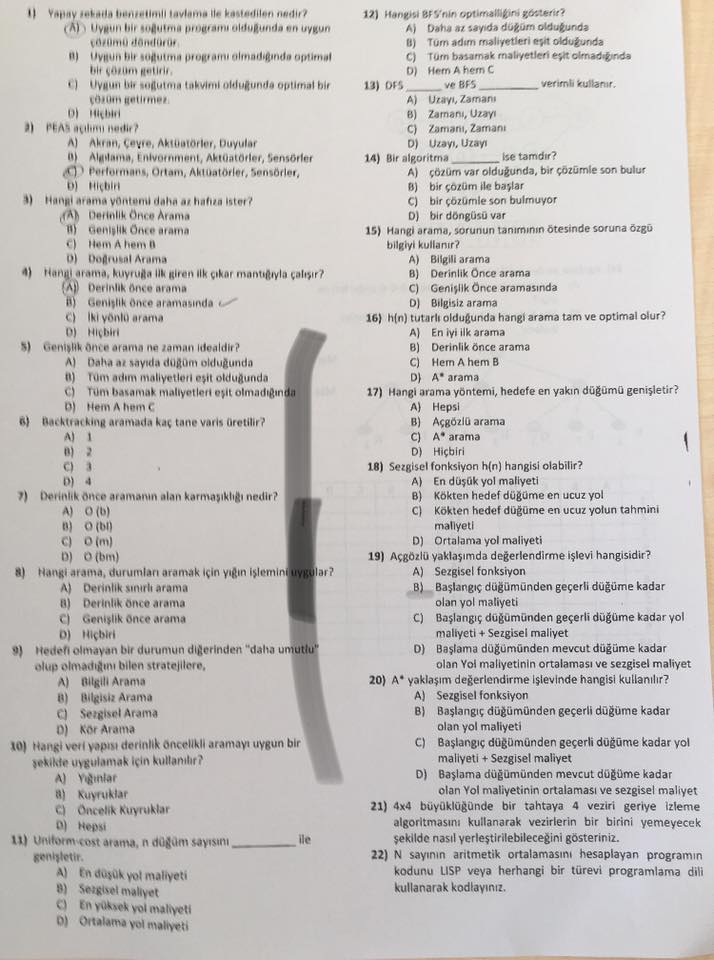 1) Yapay zekada benzetimli tavlama ile kastedilen nedir?
A) Uygun bir soğutma programı olduğunda en uygun
çözümü döndürür.
B) Uygun bir soğutma programı olmadığında optimal
bir çözüm getirir.
C) Uygun bir soğutma takvimi olduğunda optimal bir
çözüm getirmez.
D) Hiçbiri
2) PEAS açılımı nedir?
A) Akran, Çevre, Aktüatörler, Duyular
B) Algılama, Enivornment, Aktüatörler, Sensörler
C) Performans, Ortam, Aktüatörler, Sensörler,
D) Hiçbiri
3) Hangi arama yöntemi daha az hafıza ister?
A) Derinlik Önce Arama
B) Genişlik Önce arama
C) Hem A hem B
D) Doğrusal Arama
4) Hangi arama, kuyruğa ilk giren ilk çıkar mantığıyla çalışır?
A) Derinlik önce arama
B) Genişlik önce aramasında
C) İki yönlü arama
D) Hiçbiri
5) Genişlik önce arama ne zaman idealdir?
A) Daha az sayıda düğüm olduğunda
B) Tüm adım maliyetleri eşit olduğunda
C) Tüm basamak maliyetleri eşit olmadığında
D) Hem A hem C
6) Backtracking aramada kaç tane varis üretilir?
A) 1
B) 2
C) 3
D) 4
7) Derinlik önce aramanın alan karmaşıklığı nedir?
A) O (b)
B) O (bl)
C) O (m)
D) O (bm)
8) Hangi arama, durumları aramak için yığın işlemini uygular?
A) Derinlik sınırlı arama
B) Derinlik önce arama
C) Genişlik önce arama
D) Hiçbiri
9) Hedefi olmayan bir durumun diğerinden "daha umutlu"
olup olmadığını bilen stratejilere,
A) Bilgili Arama
B) Bilgisiz Arama
C) Sezgisel Arama
D) Kör Arama
10) Hangi veri yapısı derinlik öncelikli aramayı uygun bir
şekilde uygulamak için kullanılır?
A) Yığınlar
B) Kuyruklar
C) Öncelik Kuyruklar
D) Hepsi
11) Uniform-cost arama, n düğüm sayısını __________ ile
genişletir.
A) En düşük yol maliyeti
B) Sezgisel maliyet
C) En yüksek yol maliyeti
D) Ortalama yol maliyeti
12) Hangisi BFS'nin optimalliğini gösterir?
A) Daha az sayıda düğüm olduğunda
B) Tüm adım maliyetleri eşit olduğunda
C) Tüm basamak maliyetleri eşit olmadığında
D) Hem A hem C
13) DFS _____ ve BFS _________ verimli kullanır.
A) Uzayı, Zamanı
B) Zamanı, Uzayı
C) Zamanı, Zamanı
D) Uzayı, Uzayı
14) Bir algoritma ________ ise tamdır?
A) çözüm var olduğunda, bir çözümle son bulur
B) bir çözüm ile başlar
C) bir çözümle son bulmuyor
D) bir döngüsü var
15) Hangi arama, sorunun tanımının ötesinde soruna özgü
bilgiyi kullanır?
A) Bilgili arama
B) Derinlik Önce arama
C) Genişlik Önce aramasında
D) Bilgisiz arama
16) h(n) tutarlı olduğunda hangi arama tam ve optimal olur?
A) En iyi ilk arama
B) Derinlik önce arama
C) Hem A hem B
D) A* arama
17) Hangi arama yöntemi, hedefe en yakın düğümü genişletir?
A) Hepsi
B) Açgözlü arama
C) A* arama
D) Hiçbiri
18) Sezgisel fonksiyon h(n) hangisi olabilir?
A) En düşük yol maliyeti
B) Kökten hedef düğüme en ucuz yol
C) Kökten hedef düğüme en ucuz yolun tahmini
maliyeti
D) Ortalama yol maliyeti
19) Açgözlü yaklaşımda değerlendirme işlevi hangisidir?
A) Sezgisel fonksiyon
B) Başlangıç düğümünden geçerli düğüme kadar
olan yol maliyeti
C) Başlangıç düğümünden geçerli düğüme kadar yol
maliyeti + Sezgisel maliyet
D) Başlama düğümünden mevcut düğüme kadar
olan Yol maliyetinin ortalaması ve sezgisel maliyet
20) A* yaklaşım değerlendirme işlevinde hangisi kullanılır?
A) Sezgisel fonksiyon
B) Başlangıç düğümünden geçerli düğüme kadar
olan yol maliyeti
C) Başlangıç düğümünden geçerli düğüme kadar yol
maliyeti + Sezgisel maliyet
D) Başlama düğümünden mevcut düğüme kadar
olan Yol maliyetinin ortalaması ve sezgisel maliyet
21) 4x4 büyüklüğünde bir tahtaya 4 veziri geriye izleme
algoritmasını kullanarak vezirlerin bir birini yemeyecek
şekilde nasıl yerleştirilebileceğini gösteriniz.
22) N sayının aritmetik ortalamasını hesaplayan programın
kodunu LISP veya herhangi bir türevi programlama dili
kullanarak kodlayınız.